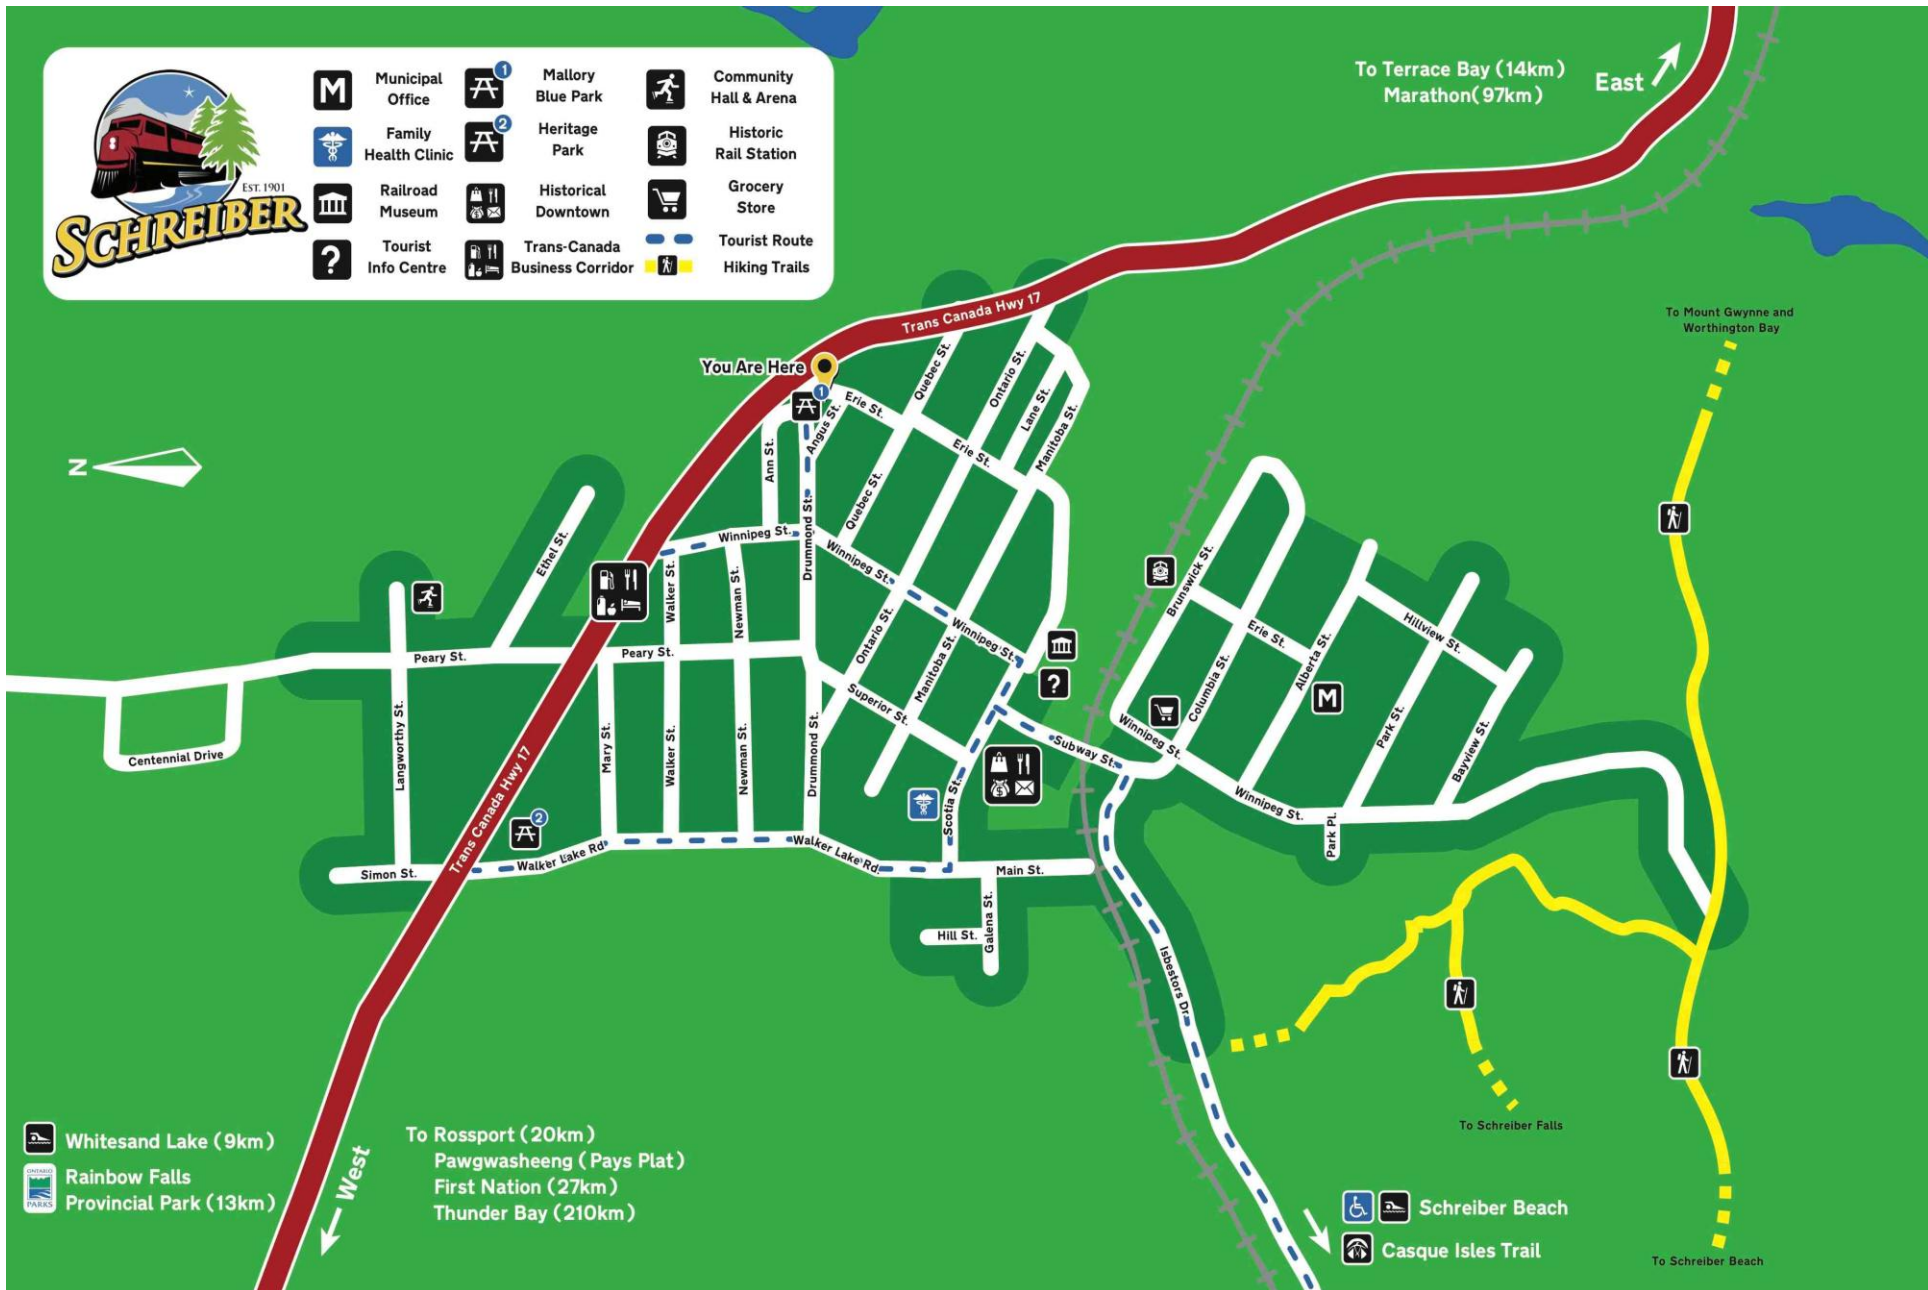 EST. 1901
SCHREIBER
M
Municipal
Office
Family
Health Clinic
Railroad
Museum
?
Tourist
Info Centre
1
Mallory
Blue Park
2
Heritage
Park
Historical
Downtown
Trans-Canada
Business Corridor
Community
Hall & Arena
Historic
Rail Station
Grocery
Store
Tourist Route
Hiking Trails
To Terrace Bay (14km)
Marathon(97km)
East
To Mount Gwynne and
Worthington Bay
Trans Canada Hwy 17
You Are Here
1
N
Quebec St.
Ontario St.
Lane St.
Manitoba St.
Erie St.
Erie St.
Angus St.
Ann St.
Drummond St.
Quebec St.
Winnipeg St.
Winnipeg St.
Winnipeg St.
Ethel St.
Walker St.
Newman St.
Ontario St.
Manitoba St.
Peary St.
Peary St.
Superior St.
?
Brunswick St.
Erie St.
Columbia St.
Alberta St.
Hillview St.
M
Park St.
Bayview St.
Winnipeg St.
Winnipeg St.
Park Pl.
Subway St.
Langworthy St.
Centennial Drive
Mary St.
Walker St.
Newman St.
Drummond St.
Scotia St.
$
Trans Canada Hwy 17
2
Simon St.
Walker Lake Rd
Walker Lake Rd.
Main St.
Galena St.
Hill St.
Isbestors Dr.
To Schreiber Falls
To Schreiber Beach
Whitesand Lake (9km)
ONTARIO
PARKS
Rainbow Falls
Provincial Park (13km)
West
To Rossport (20km)
Pawgwasheeng (Pays Plat)
First Nation (27km)
Thunder Bay (210km)
Schreiber Beach
Casque Isles Trail